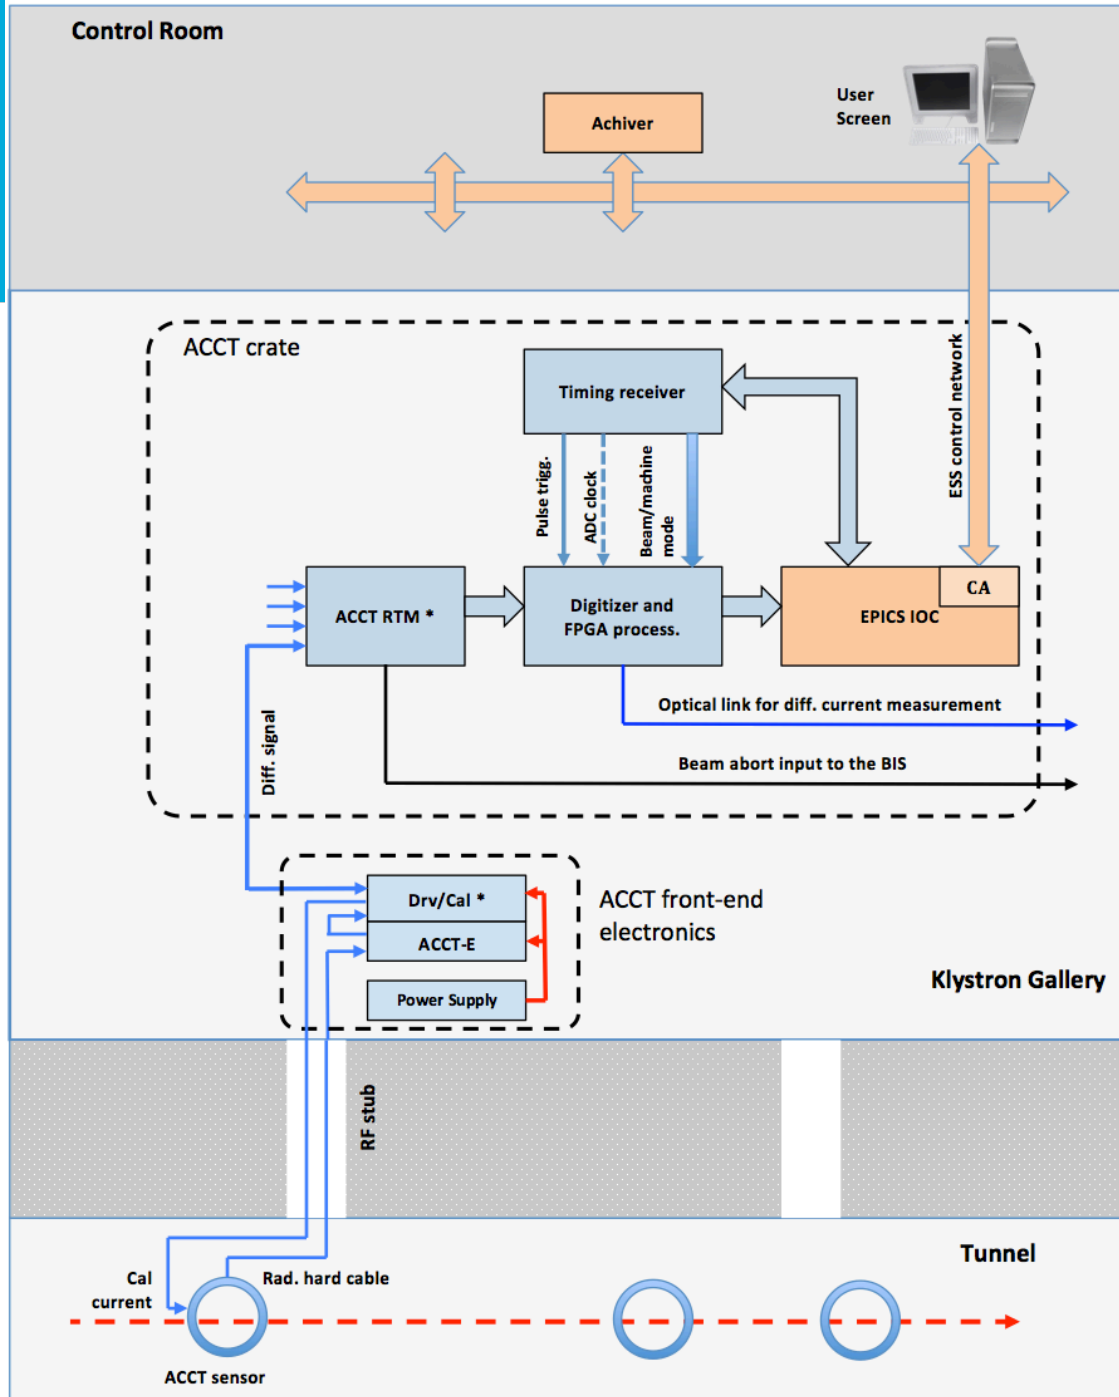 Control Room
Achiver
User
Screen
ACCT crate
Timing receiver
ESS control network
Pulse trigg.
ADC clock
Beam/machine
mode
ACCT RTM *
Digitizer and
FPGA process.
CA
EPICS IOC
Optical link for diff. current measurement
Diff. signal
Beam abort input to the BIS
Drv/Cal *
ACCT-E
Power Supply
ACCT front-end
electronics
Klystron Gallery
RF stub
Tunnel
Cal
current
Rad. hard cable
ACCT sensor